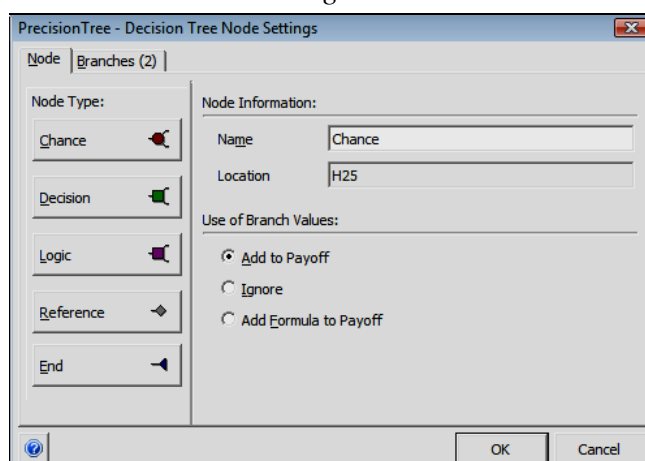 PrecisionTree - Decision Tree Node Settings
Node
Branches (2)
Node Type:
Chance
Decision
Logic
Reference
End
Node Information:
Name
Chance
Location
H25
Use of Branch Values:
Add to Payoff
Ignore
Add Formula to Payoff
OK
Cancel